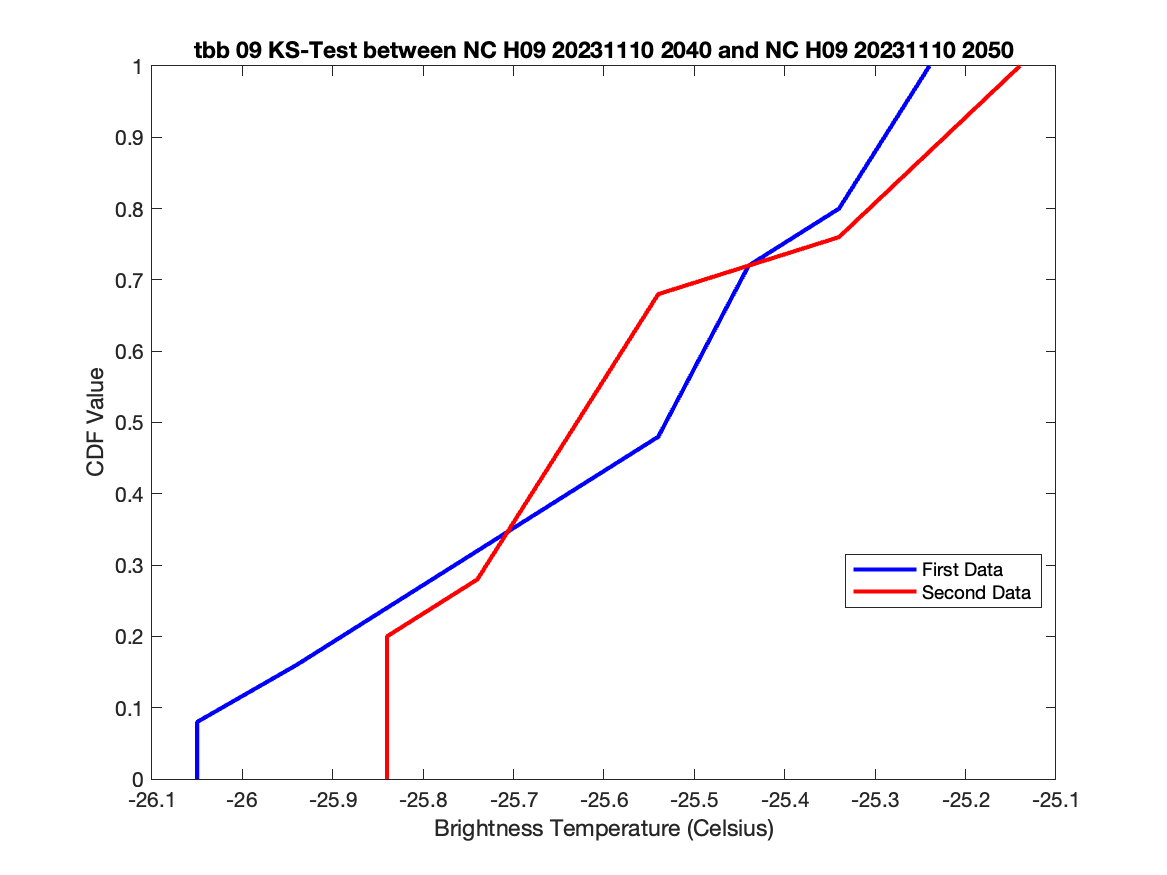 tbb 09 KS-Test between NC H09 20231110 2040 and NC H09 20231110 2050
1
0.9
0.8
0.7
0.6
0.5
0.4
0.3
0.2
0.1
0
CDF Value
First Data
Second Data
-26.1 -26 -25.9 -25.8 -25.7 -25.6 -25.5 -25.4 -25.3 -25.2 -25.1
Brightness Temperature (Celsius)